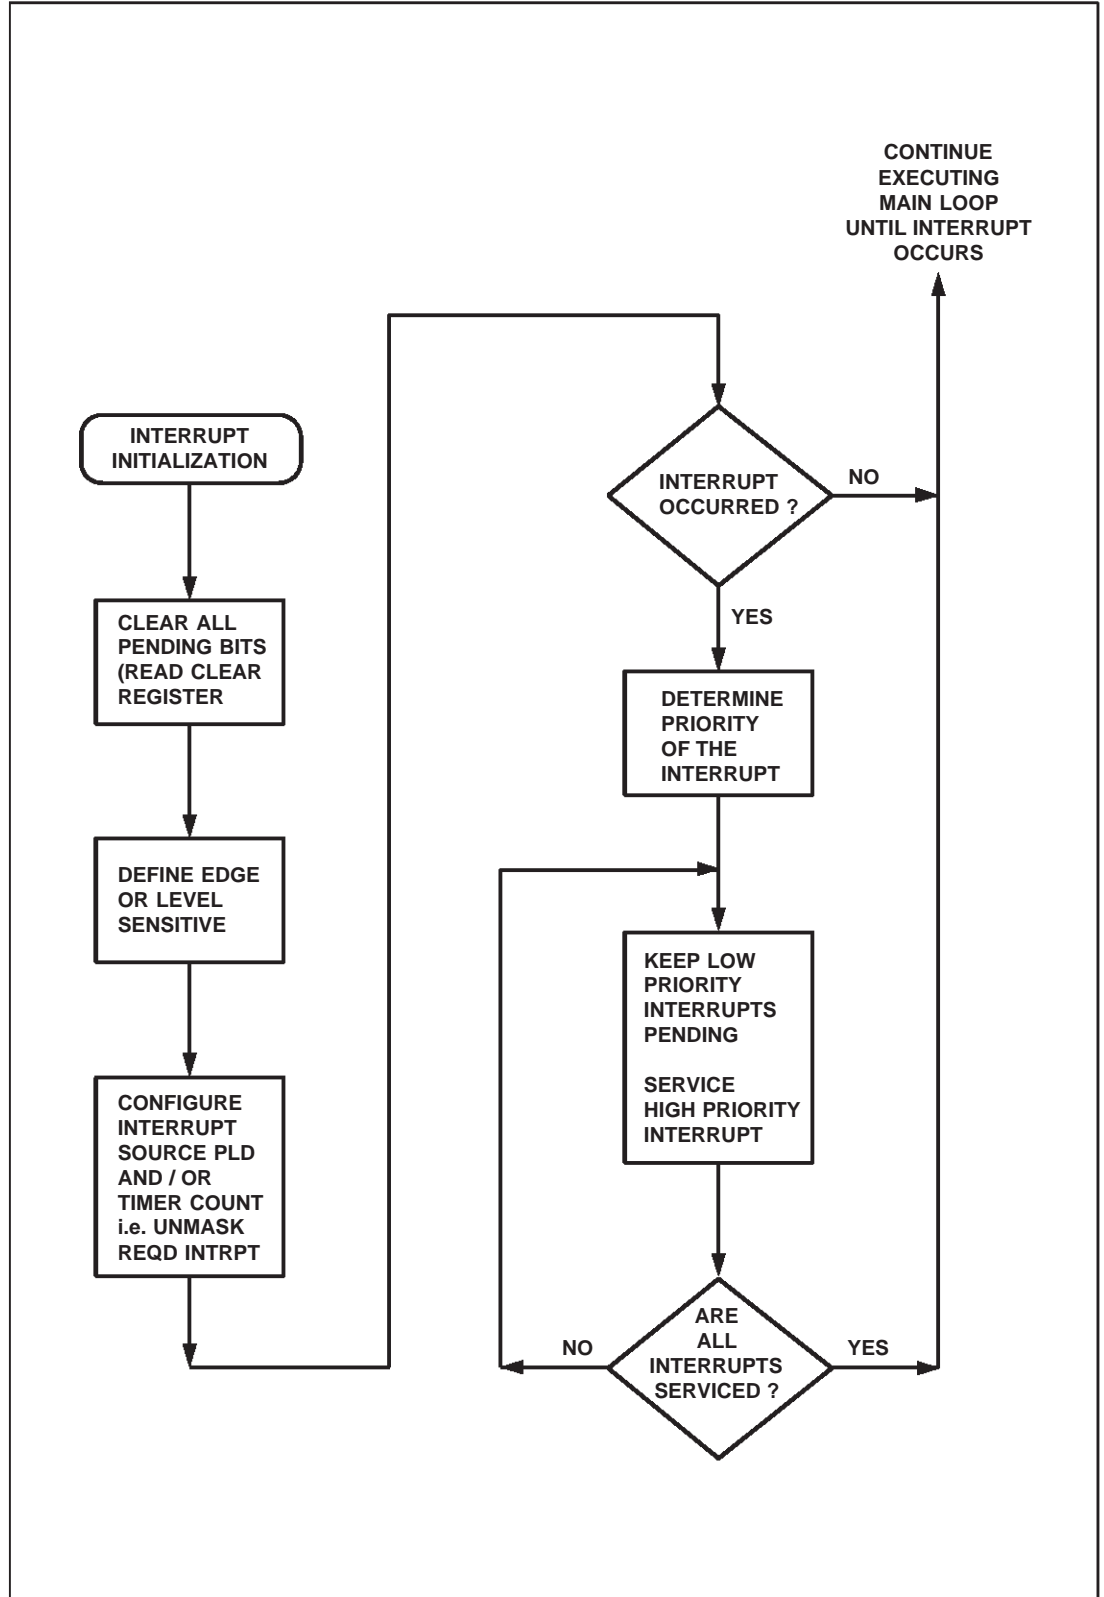 INTERRUPT
INITIALIZATION
CLEAR ALL
PENDING BITS
(READ CLEAR
REGISTER
DEFINE EDGE
OR LEVEL
SENSITIVE
CONFIGURE
INTERRUPT
SOURCE PLD
AND / OR
TIMER COUNT
i.e. UNMASK
REQD INTRPT
CONTINUE
EXECUTING
MAIN LOOP
UNTIL INTERRUPT
OCCURS
INTERRUPT
OCCURRED ?
NO
YES
DETERMINE
PRIORITY
OF THE
INTERRUPT
KEEP LOW
PRIORITY
INTERRUPTS
PENDING
SERVICE
HIGH PRIORITY
INTERRUPT
ARE
ALL
INTERRUPTS
SERVICED ?
NO
YES